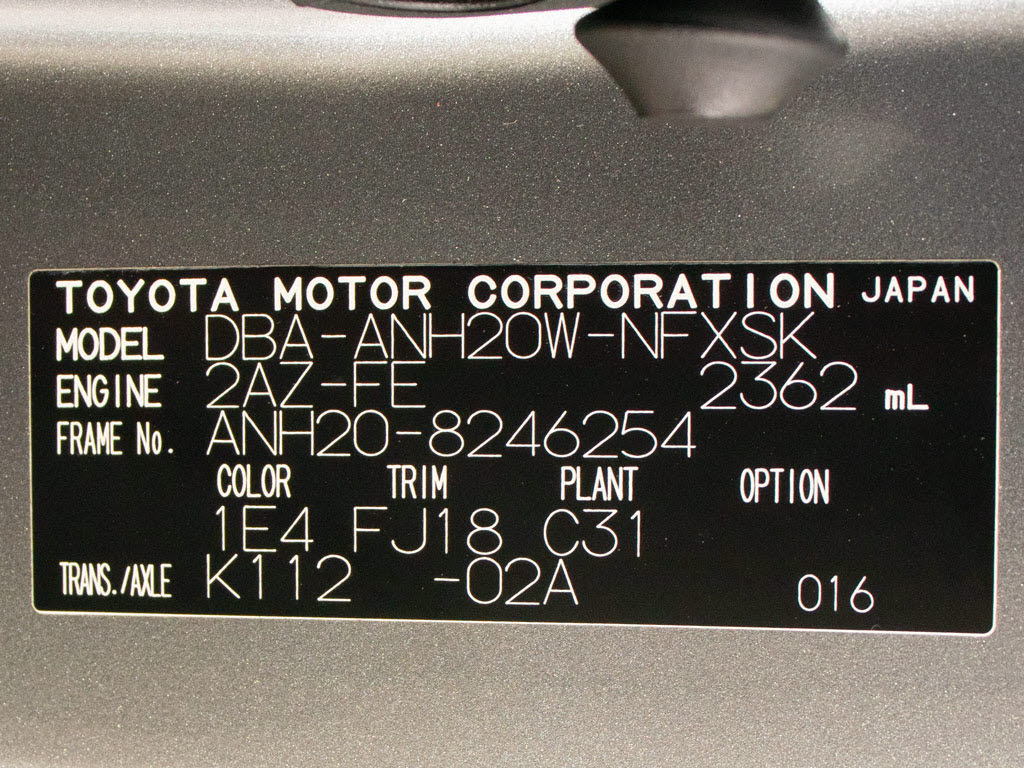 TOYOTA MOTOR CORPORATION JAPAN
MODEL DBA-ANH20W-NFXSK
ENGINE 2AZ-FE 2362 mL
FRAME No. ANH20-8246254
COLOR TRIM PLANT OPTION
1E4 FJ18 C31
TRANS./AXLE K112 -02A 016